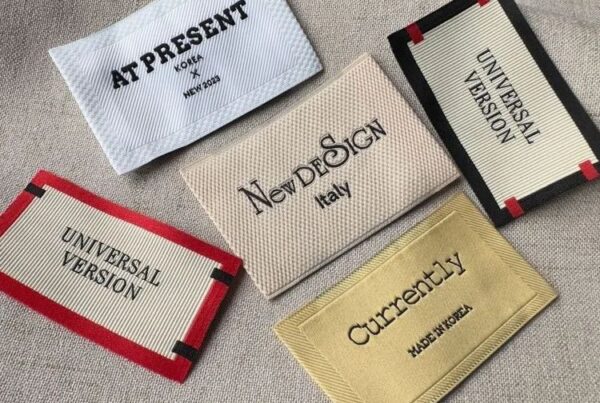 AT PRESENT
KOREA
X
NEW 2023
UNIVERSAL
VERSION
NEWDESIGN
Italy
UNIVERSAL
VERSION
Currently
MADE IN KOREA